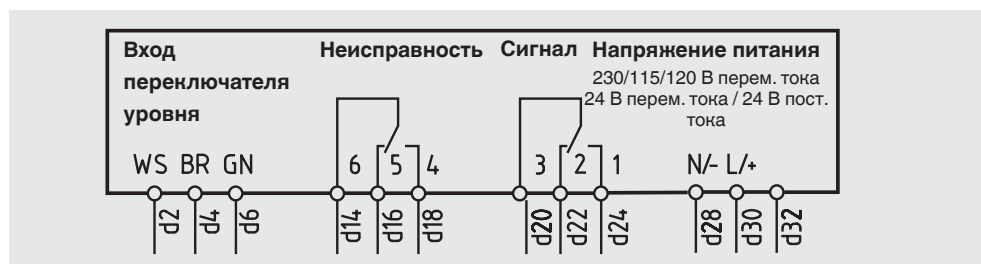 Вход переключателя уровня
Неисправность
Сигнал
Напряжение питания
230/115/120 В перем. тока
24 В перем. тока / 24 В пост.
тока
WS BR GN
6 5 4
3 2 1
N/- L/+
d2 d4 d6
d14 d16 d18
d20 d22 d24
d28 d30 d32